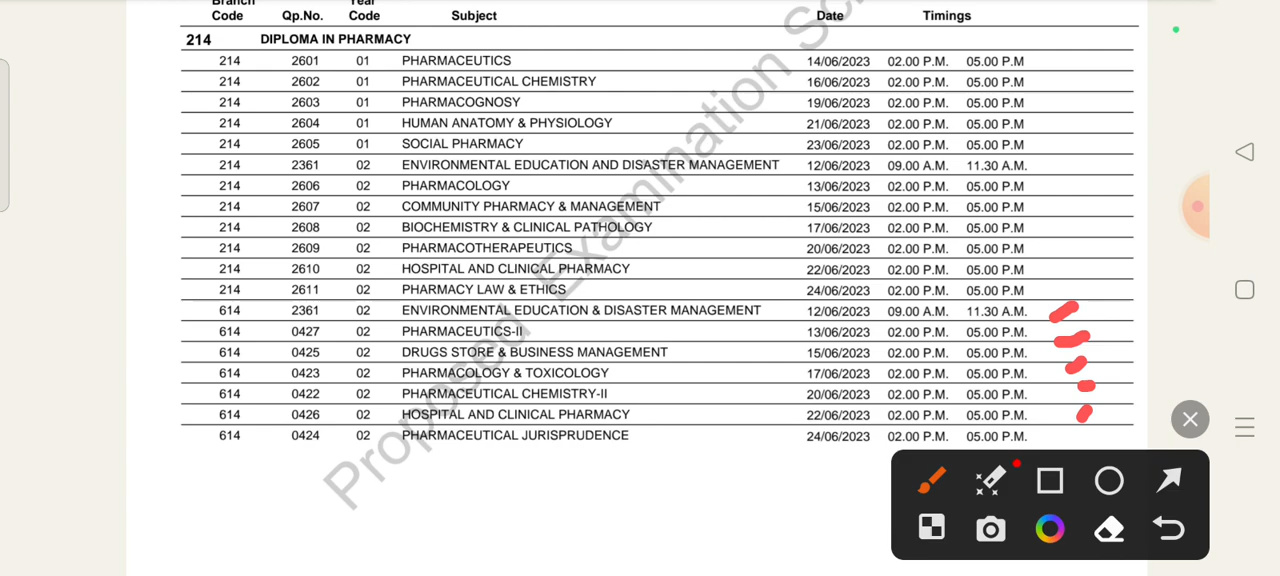 Branch Year
Code Qp.No. Code Subject Date Timings
214 DIPLOMA IN PHARMACY
214 2601 01 PHARMACEUTICS 14/06/2023 02.00 P.M. 05.00 P.M
214 2602 01 PHARMACEUTICAL CHEMISTRY 16/06/2023 02.00 P.M. 05.00 P.M
214 2603 01 PHARMACOGNOSY 19/06/2023 02.00 P.M. 05.00 P.M
214 2604 01 HUMAN ANATOMY & PHYSIOLOGY 21/06/2023 02.00 P.M. 05.00 P.M
214 2605 01 SOCIAL PHARMACY 23/06/2023 02.00 P.M. 05.00 P.M
214 2361 02 ENVIRONMENTAL EDUCATION AND DISASTER MANAGEMENT 12/06/2023 09.00 A.M. 11.30 A.M.
214 2606 02 PHARMACOLOGY 13/06/2023 02.00 P.M. 05.00 P.M
214 2607 02 COMMUNITY PHARMACY & MANAGEMENT 15/06/2023 02.00 P.M. 05.00 P.M
214 2608 02 BIOCHEMISTRY & CLINICAL PATHOLOGY 17/06/2023 02.00 P.M. 05.00 P.M
214 2609 02 PHARMACOTHERAPEUTICS 20/06/2023 02.00 P.M. 05.00 P.M
214 2610 02 HOSPITAL AND CLINICAL PHARMACY 22/06/2023 02.00 P.M. 05.00 P.M
214 2611 02 PHARMACY LAW & ETHICS 24/06/2023 02.00 P.M. 05.00 P.M
614 2361 02 ENVIRONMENTAL EDUCATION & DISASTER MANAGEMENT 12/06/2023 09.00 A.M. 11.30 A.M.
614 0427 02 PHARMACEUTICS-II 13/06/2023 02.00 P.M. 05.00 P.M.
614 0425 02 DRUGS STORE & BUSINESS MANAGEMENT 15/06/2023 02.00 P.M. 05.00 P.M.
614 0423 02 PHARMACOLOGY & TOXICOLOGY 17/06/2023 02.00 P.M. 05.00 P.M.
614 0422 02 PHARMACEUTICAL CHEMISTRY-II 20/06/2023 02.00 P.M. 05.00 P.M.
614 0426 02 HOSPITAL AND CLINICAL PHARMACY 22/06/2023 02.00 P.M. 05.00 P.M.
614 0424 02 PHARMACEUTICAL JURISPRUDENCE 24/06/2023 02.00 P.M. 05.00 P.M.
Proposed Examination